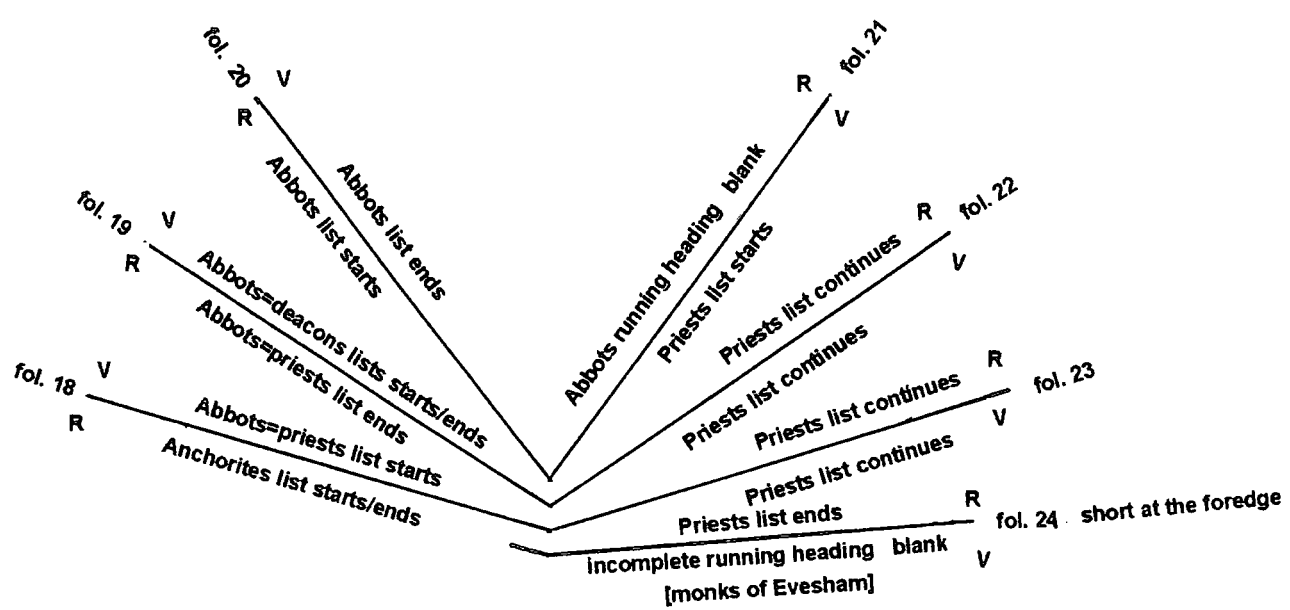 fol. 20
V
R
Abbots list ends
Abbots list starts
fol. 19
V
R
Abbots=deacons lists starts/ends
Abbots=priests list ends
fol. 18
V
R
Abbots=priests list starts
Anchorites list starts/ends
fol. 21
R
V
Abbots running heading blank
Priests list starts
fol. 22
R
V
Priests list continues
Priests list continues
fol. 23
R
V
Priests list continues
Priests list continues
R
fol. 24 short at the foredge
V
Priests list ends
incomplete running heading blank
[monks of Evesham]